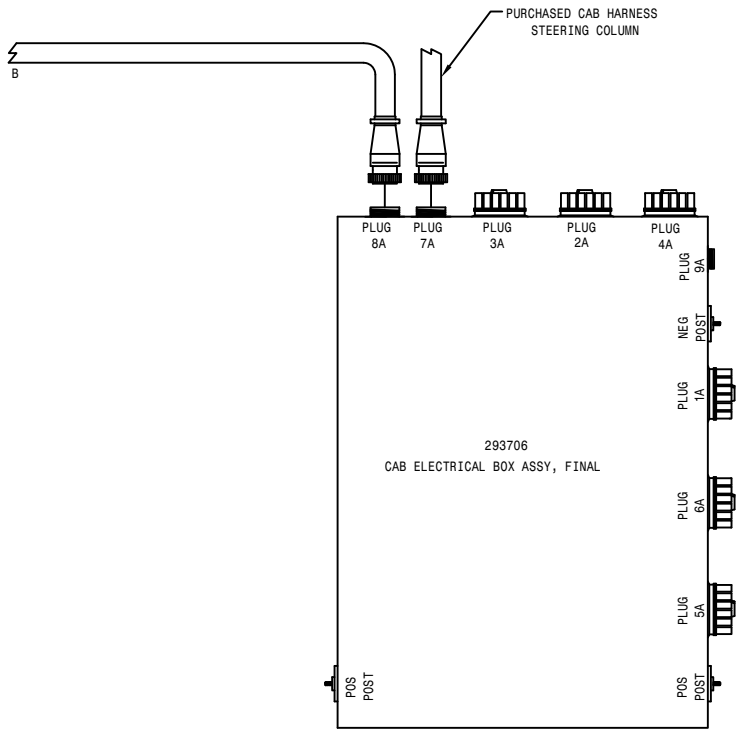 PURCHASED CAB HARNESS
STEERING COLUMN
B
PLUG
8A
PLUG
7A
PLUG
3A
PLUG
2A
PLUG
4A
PLUG
9A
NEG
POST
PLUG
1A
293706
CAB ELECTRICAL BOX ASSY, FINAL
PLUG
6A
PLUG
5A
POS
POST
POS
POST